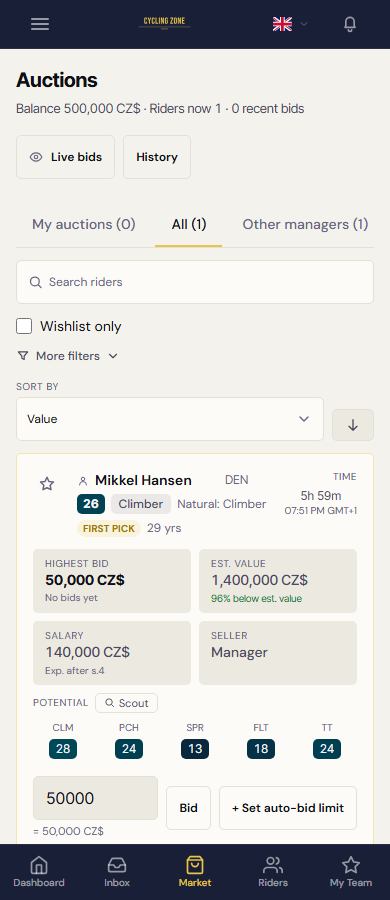 CYCLING ZONE
Auctions
Balance 500,000 CZ$ · Riders now 1 · 0 recent bids
Live bids
History
My auctions (0)
All (1)
Other managers (1)
Search riders
Wishlist only
More filters
SORT BY
Value
Mikkel Hansen
DEN
TIME
26 Climber Natural: Climber
5h 59m
07:51 PM GMT+1
FIRST PICK 29 yrs
HIGHEST BID
50,000 CZ$
No bids yet
EST. VALUE
1,400,000 CZ$
96% below est. value
SALARY
140,000 CZ$
Exp. after s.4
SELLER
Manager
POTENTIAL Scout
CLM PCH SPR FLT TT
28 24 13 18 24
50000
Bid
+ Set auto-bid limit
= 50,000 CZ$
Dashboard Inbox Market Riders My Team